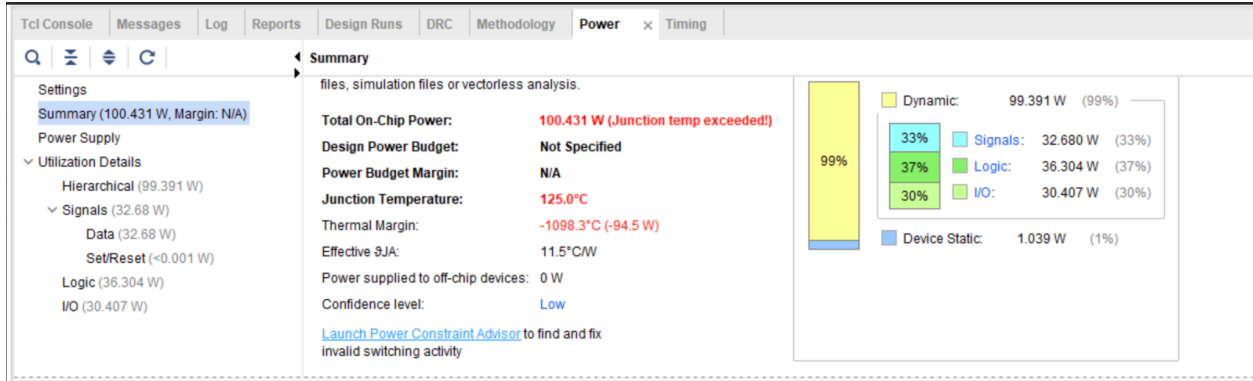 Tcl Console Messages Log Reports Design Runs DRC Methodology Power × Timing
Summary
Settings
Summary (100.431 W, Margin: N/A)
Power Supply
Utilization Details
Hierarchical (99.391 W)
Signals (32.68 W)
Data (32.68 W)
Set/Reset (<0.001 W)
Logic (36.304 W)
I/O (30.407 W)
files, simulation files or vectorless analysis.
Total On-Chip Power: 100.431 W (Junction temp exceeded!)
Design Power Budget: Not Specified
Power Budget Margin: N/A
Junction Temperature: 125.0°C
Thermal Margin: -1098.3°C (-94.5 W)
Effective ϑJA: 11.5°C/W
Power supplied to off-chip devices: 0 W
Confidence level: Low
Launch Power Constraint Advisor to find and fix
invalid switching activity
99%
Dynamic: 99.391 W (99%)
33% Signals: 32.680 W (33%)
37% Logic: 36.304 W (37%)
30% I/O: 30.407 W (30%)
Device Static: 1.039 W (1%)